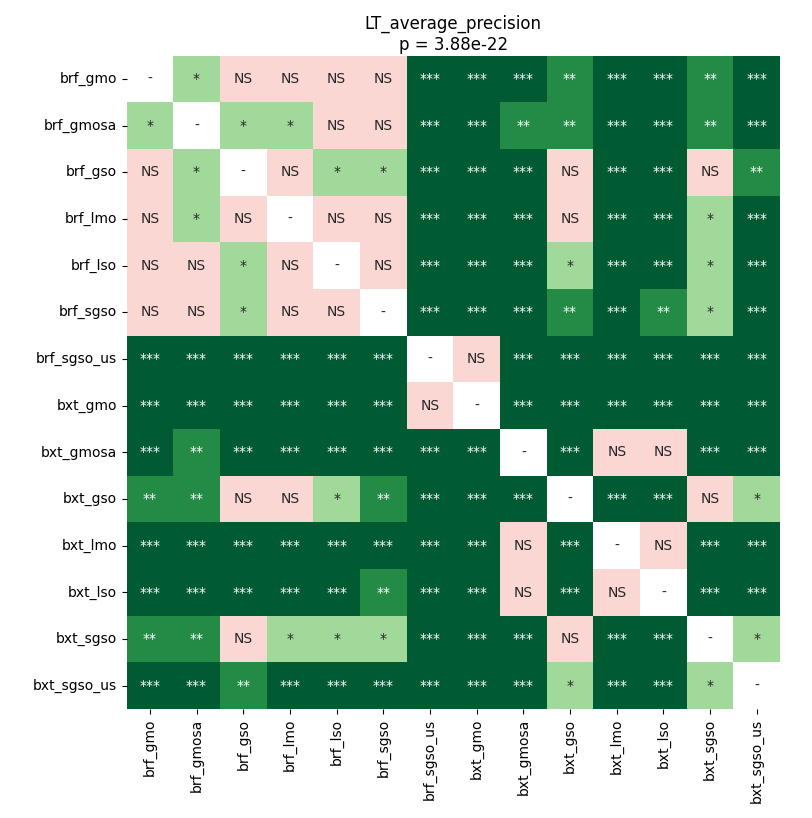 LT_average_precision
p = 3.88e-22
brf_gmo - * NS NS NS NS *** *** *** ** *** *** ** ***
brf_gmosa * - * * NS NS *** *** ** ** *** *** ** ***
brf_gso NS * - NS * * *** *** *** NS *** *** NS **
brf_lmo NS * NS - NS NS *** *** *** NS *** *** * ***
brf_lso NS NS * NS - NS *** *** *** * *** *** * ***
brf_sgso NS NS * NS NS - *** *** *** ** *** ** * ***
brf_sgso_us *** *** *** *** *** *** - NS *** *** *** *** *** ***
bxt_gmo *** *** *** *** *** *** NS - *** *** *** *** *** ***
bxt_gmosa *** ** *** *** *** *** *** *** - *** NS NS *** ***
bxt_gso ** ** NS NS * ** *** *** *** - *** *** NS *
bxt_lmo *** *** *** *** *** *** *** *** NS *** - NS *** ***
bxt_lso *** *** *** *** *** ** *** *** NS *** NS - *** ***
bxt_sgso ** ** NS * * * *** *** *** NS *** *** - *
bxt_sgso_us *** *** ** *** *** *** *** *** *** * *** *** * -
brf_gmo brf_gmosa brf_gso brf_lmo brf_lso brf_sgso brf_sgso_us bxt_gmo bxt_gmosa bxt_gso bxt_lmo bxt_lso bxt_sgso bxt_sgso_us